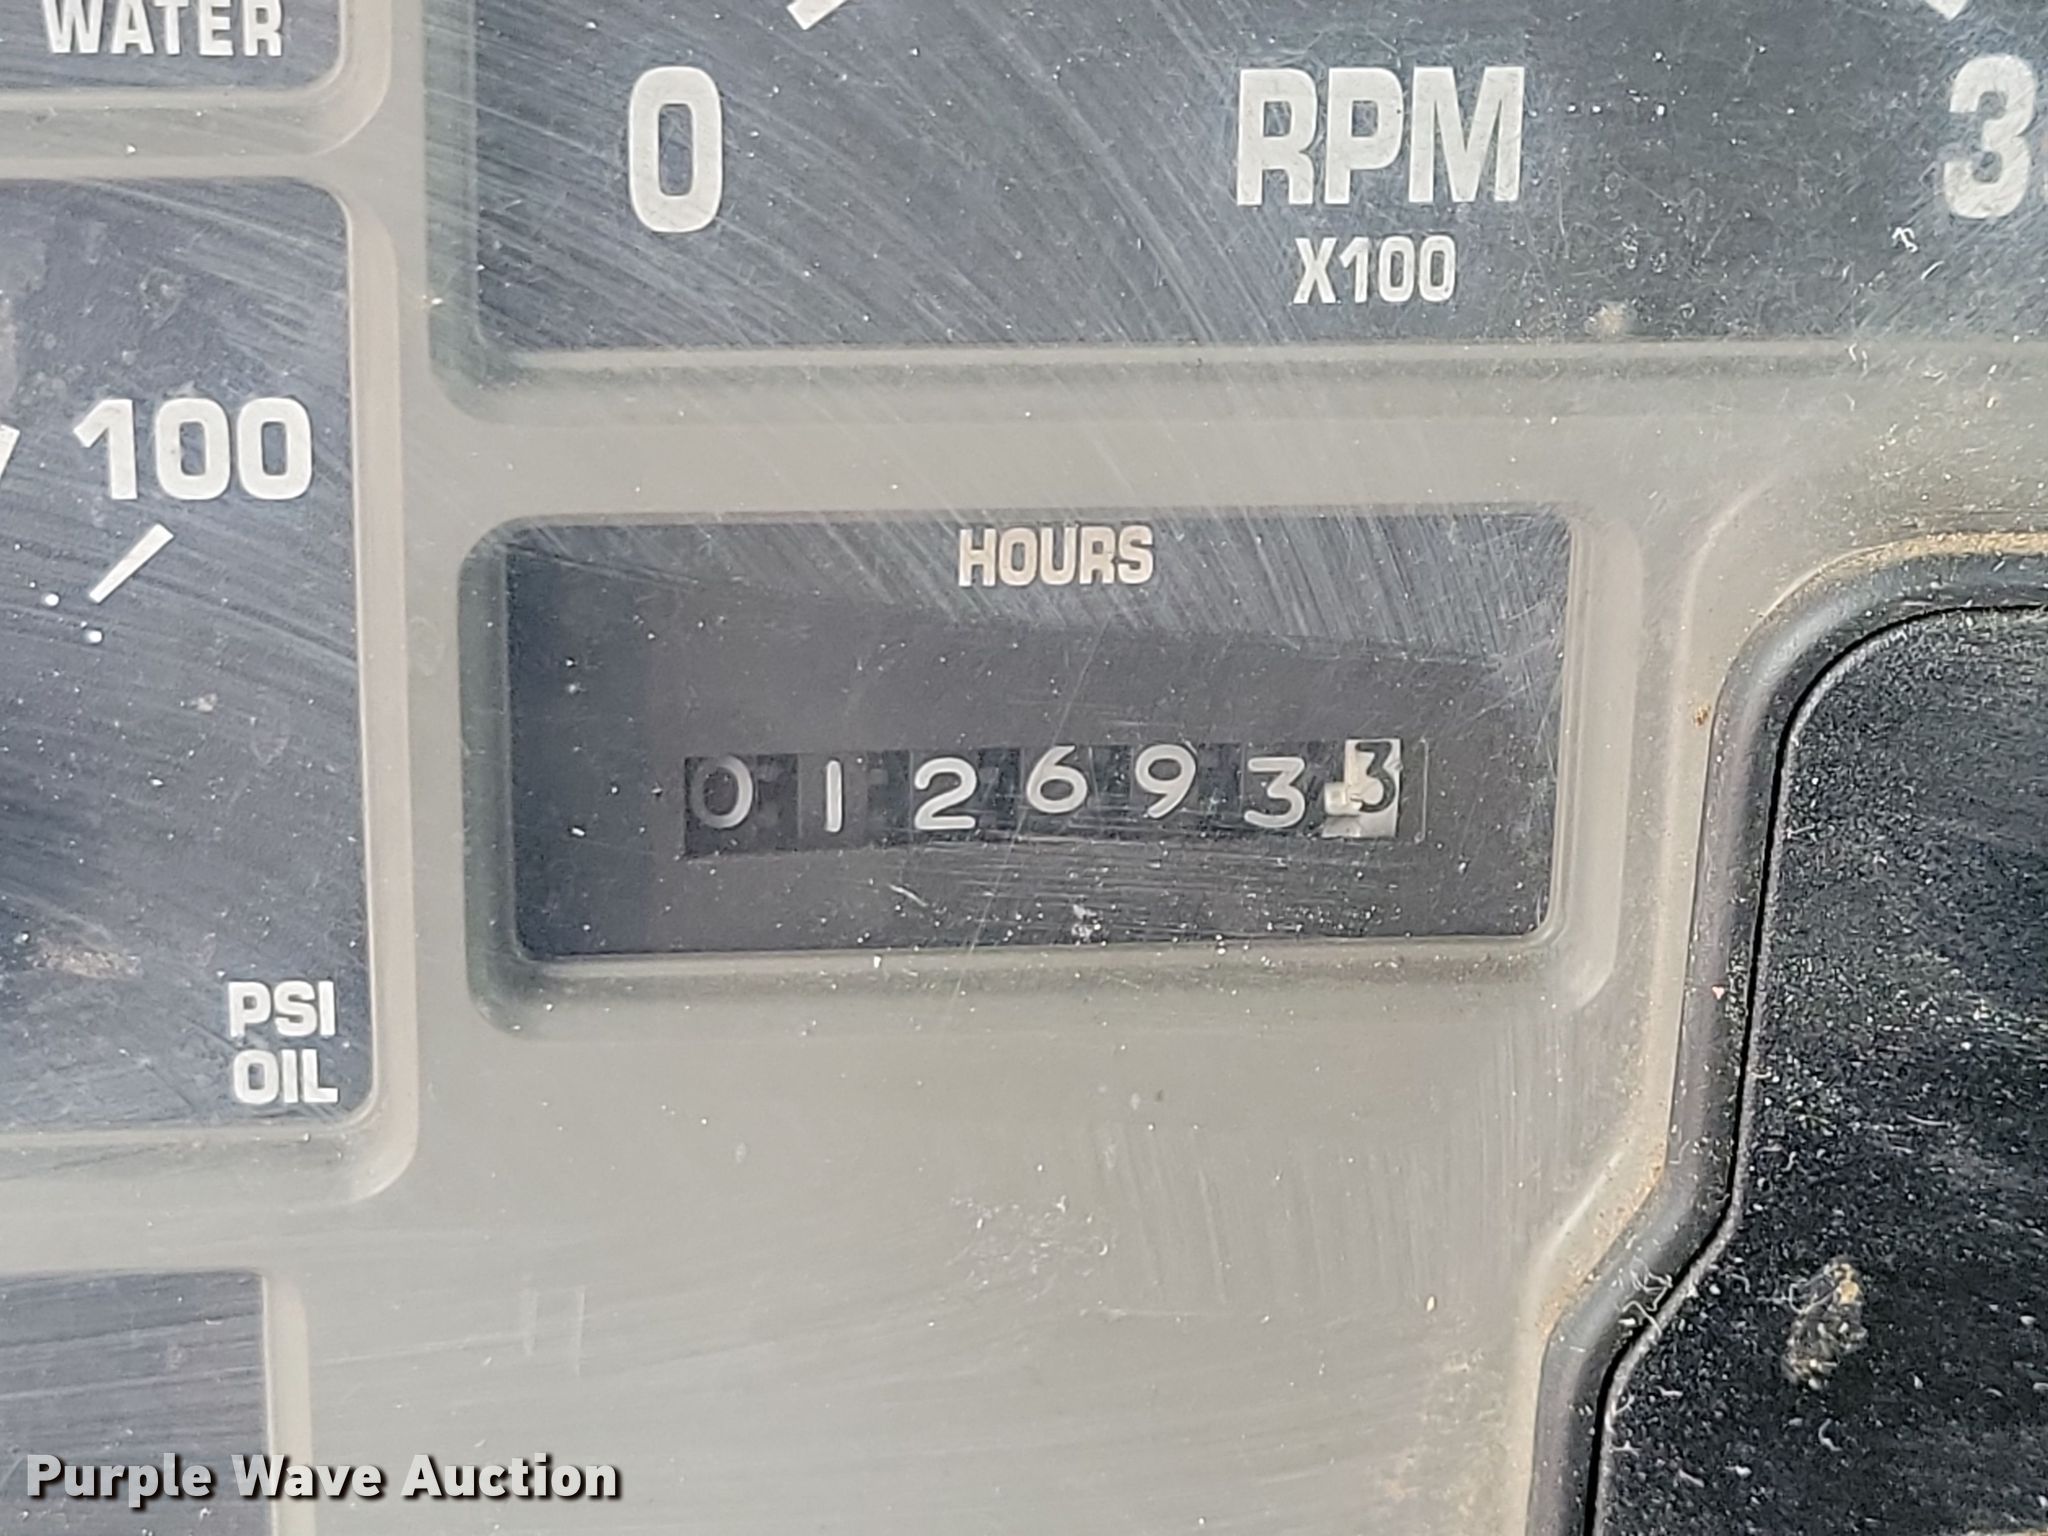 WATER
0 RPM 3
X100
100
HOURS
0126933
PSI
OIL
Purple Wave Auction